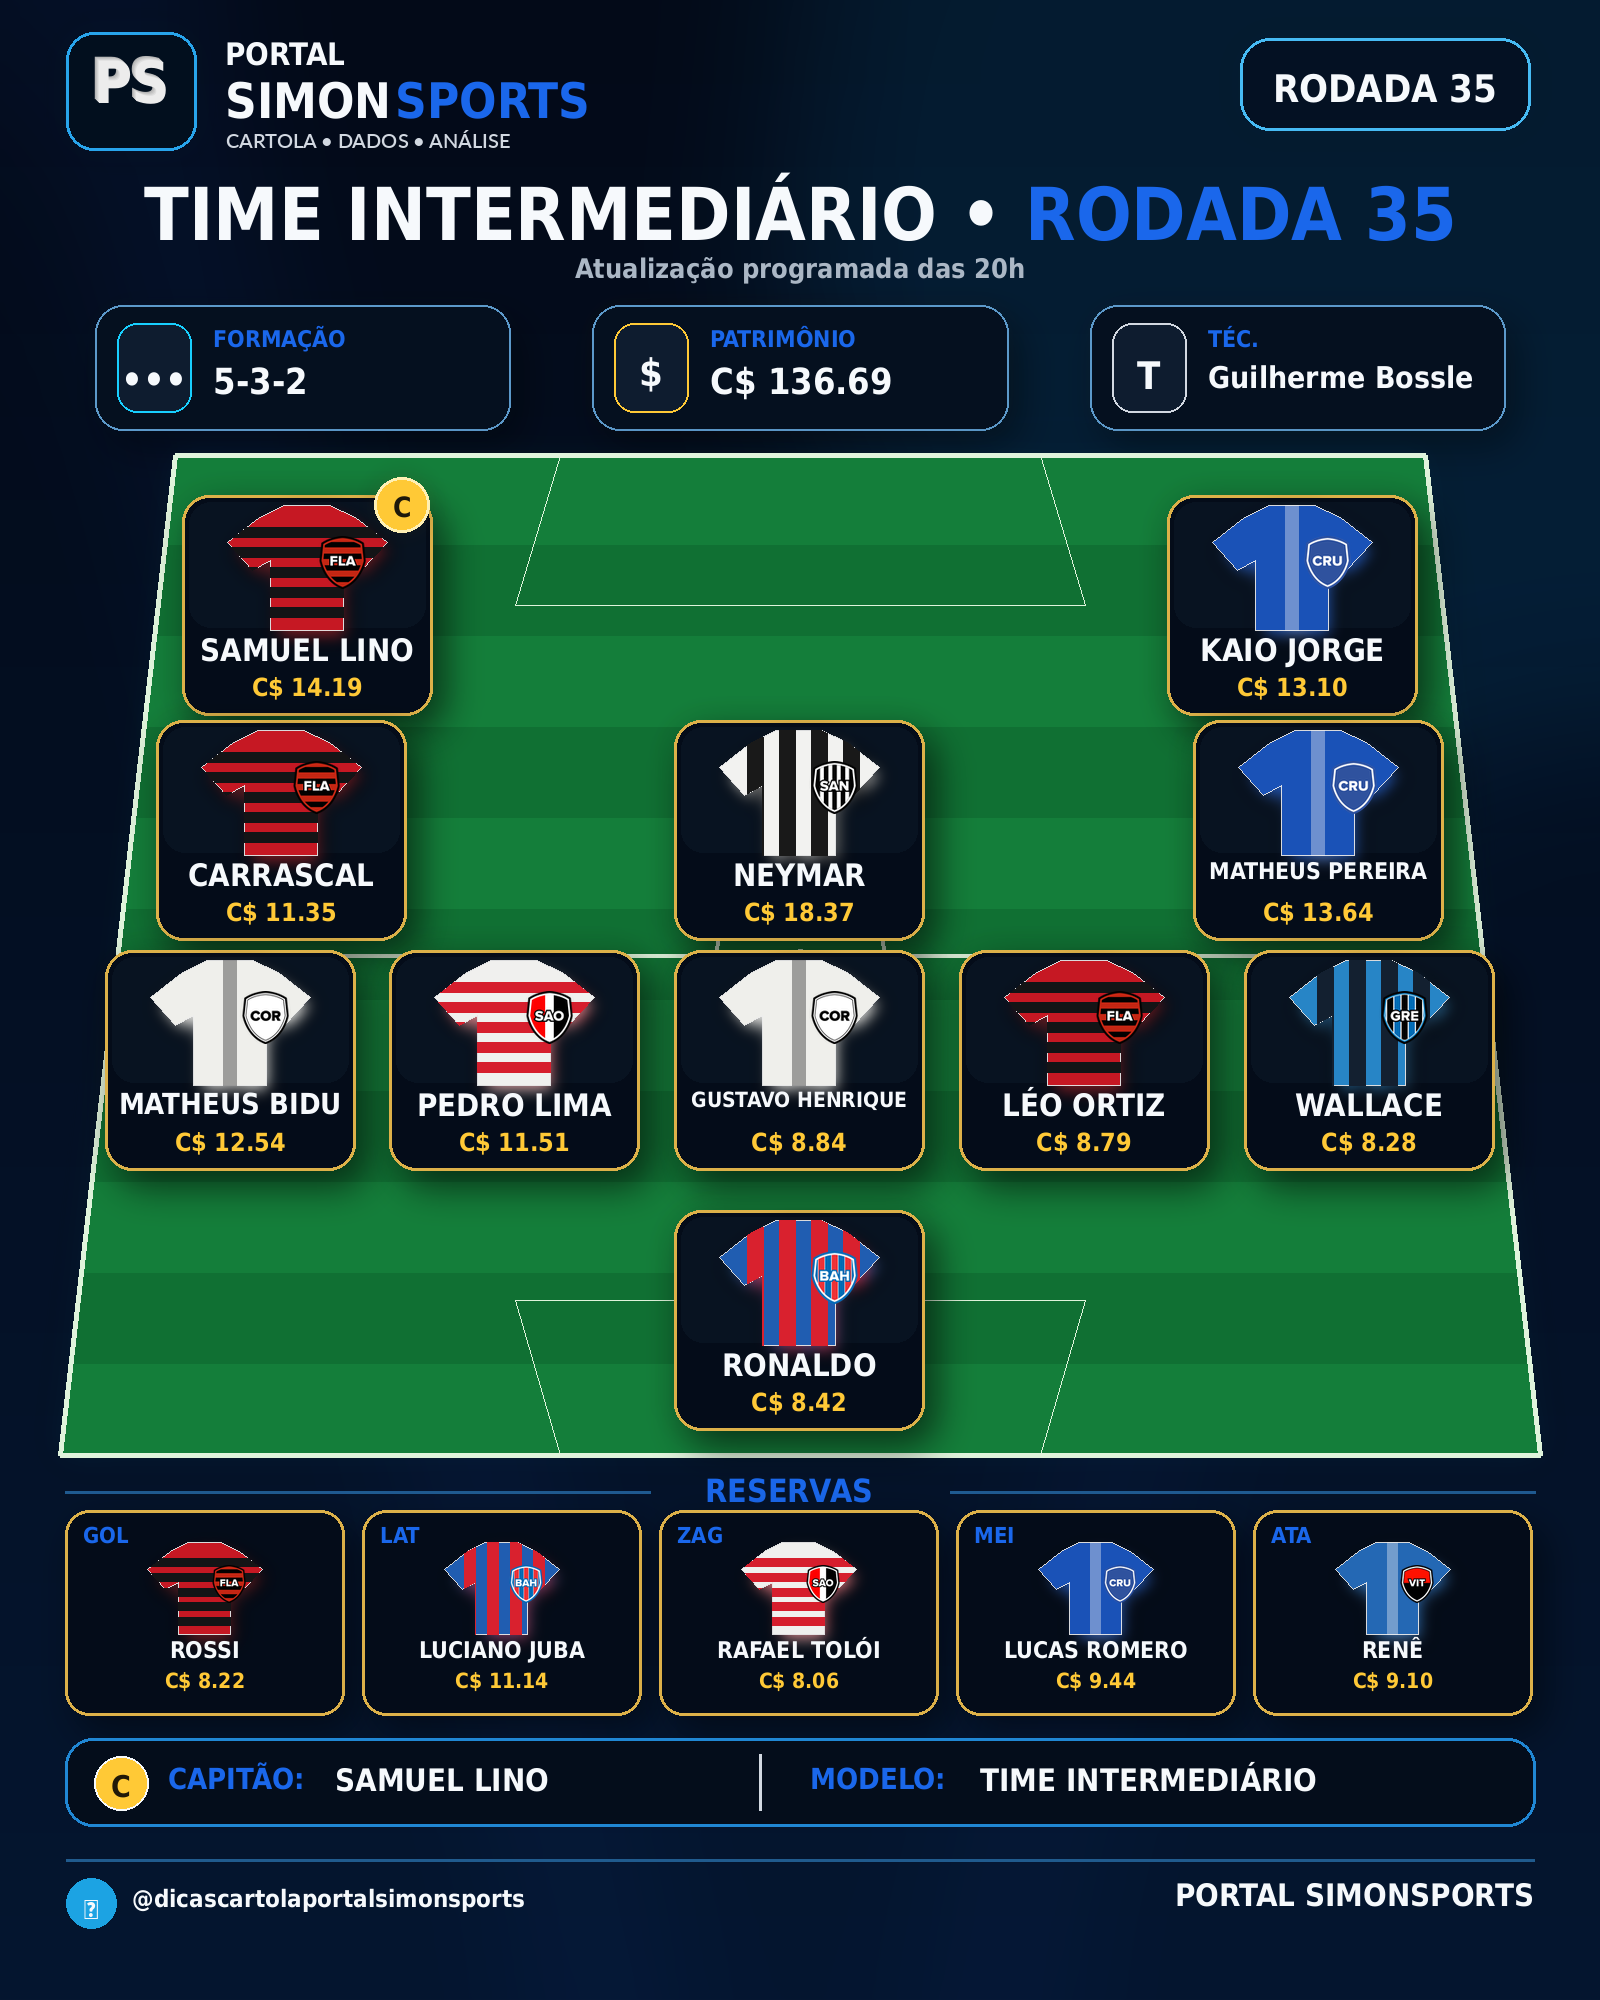 PS
PORTAL
SIMONSPORTS
CARTOLA • DADOS • ANÁLISE
RODADA 35
TIME INTERMEDIÁRIO • RODADA 35
Atualização programada das 20h
FORMAÇÃO
5-3-2
$
PATRIMÔNIO
C$ 136.69
T
TÉC.
Guilherme Bossle
C
FLA
SAMUEL LINO
C$ 14.19
CRU
KAIO JORGE
C$ 13.10
FLA
CARRASCAL
C$ 11.35
SAN
NEYMAR
C$ 18.37
CRU
MATHEUS PEREIRA
C$ 13.64
COR
MATHEUS BIDU
C$ 12.54
SAO
PEDRO LIMA
C$ 11.51
COR
GUSTAVO HENRIQUE
C$ 8.84
FLA
LÉO ORTIZ
C$ 8.79
GRE
WALLACE
C$ 8.28
BAH
RONALDO
C$ 8.42
RESERVAS
GOL
FLA
ROSSI
C$ 8.22
LAT
BAH
LUCIANO JUBA
C$ 11.14
ZAG
SAO
RAFAEL TOLÓI
C$ 8.06
MEI
CRU
LUCAS ROMERO
C$ 9.44
ATA
VIT
RENÊ
C$ 9.10
C CAPITÃO: SAMUEL LINO
MODELO: TIME INTERMEDIÁRIO
@dicascartolaportalsimonsports
PORTAL SIMONSPORTS